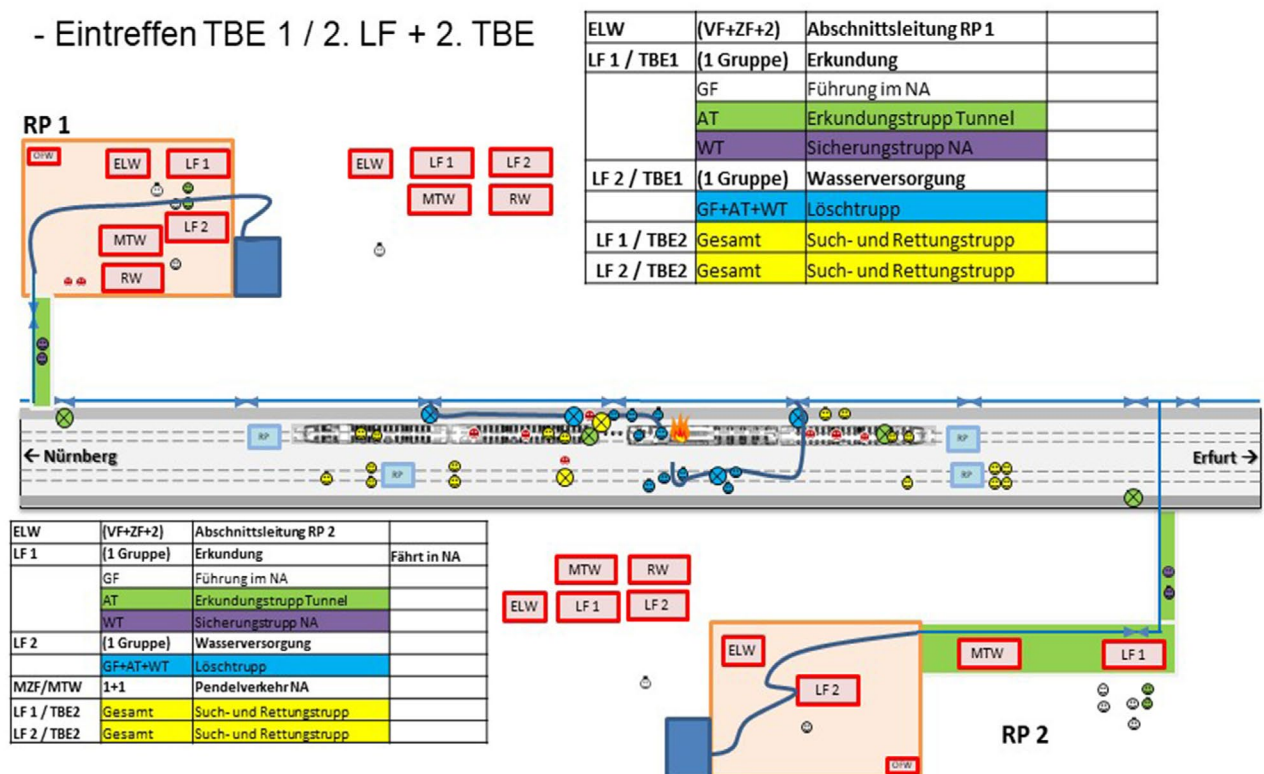 - Eintreffen TBE 1 / 2. LF + 2. TBE
ELW (VF+ZF+2) Abschnittsleitung RP 1
LF 1 / TBE1 (1 Gruppe) Erkundung
GF Führung im NA
AT Erkundungstrupp Tunnel
WT Sicherungstrupp NA
LF 2 / TBE1 (1 Gruppe) Wasserversorgung
GF+AT+WT Löschtrupp
LF 1 / TBE2 Gesamt Such- und Rettungstrupp
LF 2 / TBE2 Gesamt Such- und Rettungstrupp
RP 1
ELW LF 1
LF 2
MTW
RW
ELW LF 1 LF 2
MTW RW
RP
RP
← Nürnberg
RP
RP
Erfurt →
ELW (VF+ZF+2) Abschnittsleitung RP 2
LF 1 (1 Gruppe) Erkundung Fährt in NA
GF Führung im NA
AT Erkundungstrupp Tunnel
WT Sicherungstrupp NA
LF 2 (1 Gruppe) Wasserversorgung
GF+AT+WT Löschtrupp
MZF/MTW 1+1 Pendelverkehr NA
LF 1 / TBE2 Gesamt Such- und Rettungstrupp
LF 2 / TBE2 Gesamt Such- und Rettungstrupp
MTW RW
ELW LF 1 LF 2
ELW
MTW
LF 1
LF 2
RP 2